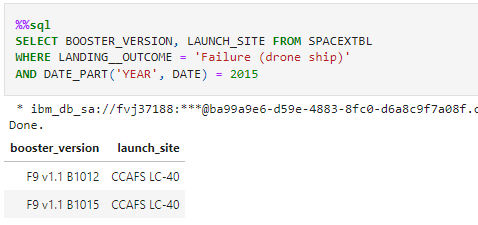 %%sql
SELECT BOOSTER_VERSION, LAUNCH_SITE FROM SPACEXTBL
WHERE LANDING__OUTCOME = 'Failure (drone ship)'
AND DATE_PART('YEAR', DATE) = 2015
* ibm_db_sa://fvj37188:***@ba99a9e6-d59e-4883-8fc0-d6a8c9f7a08f.c
Done.
booster_version launch_site
F9 v1.1 B1012 CCAFS LC-40
F9 v1.1 B1015 CCAFS LC-40